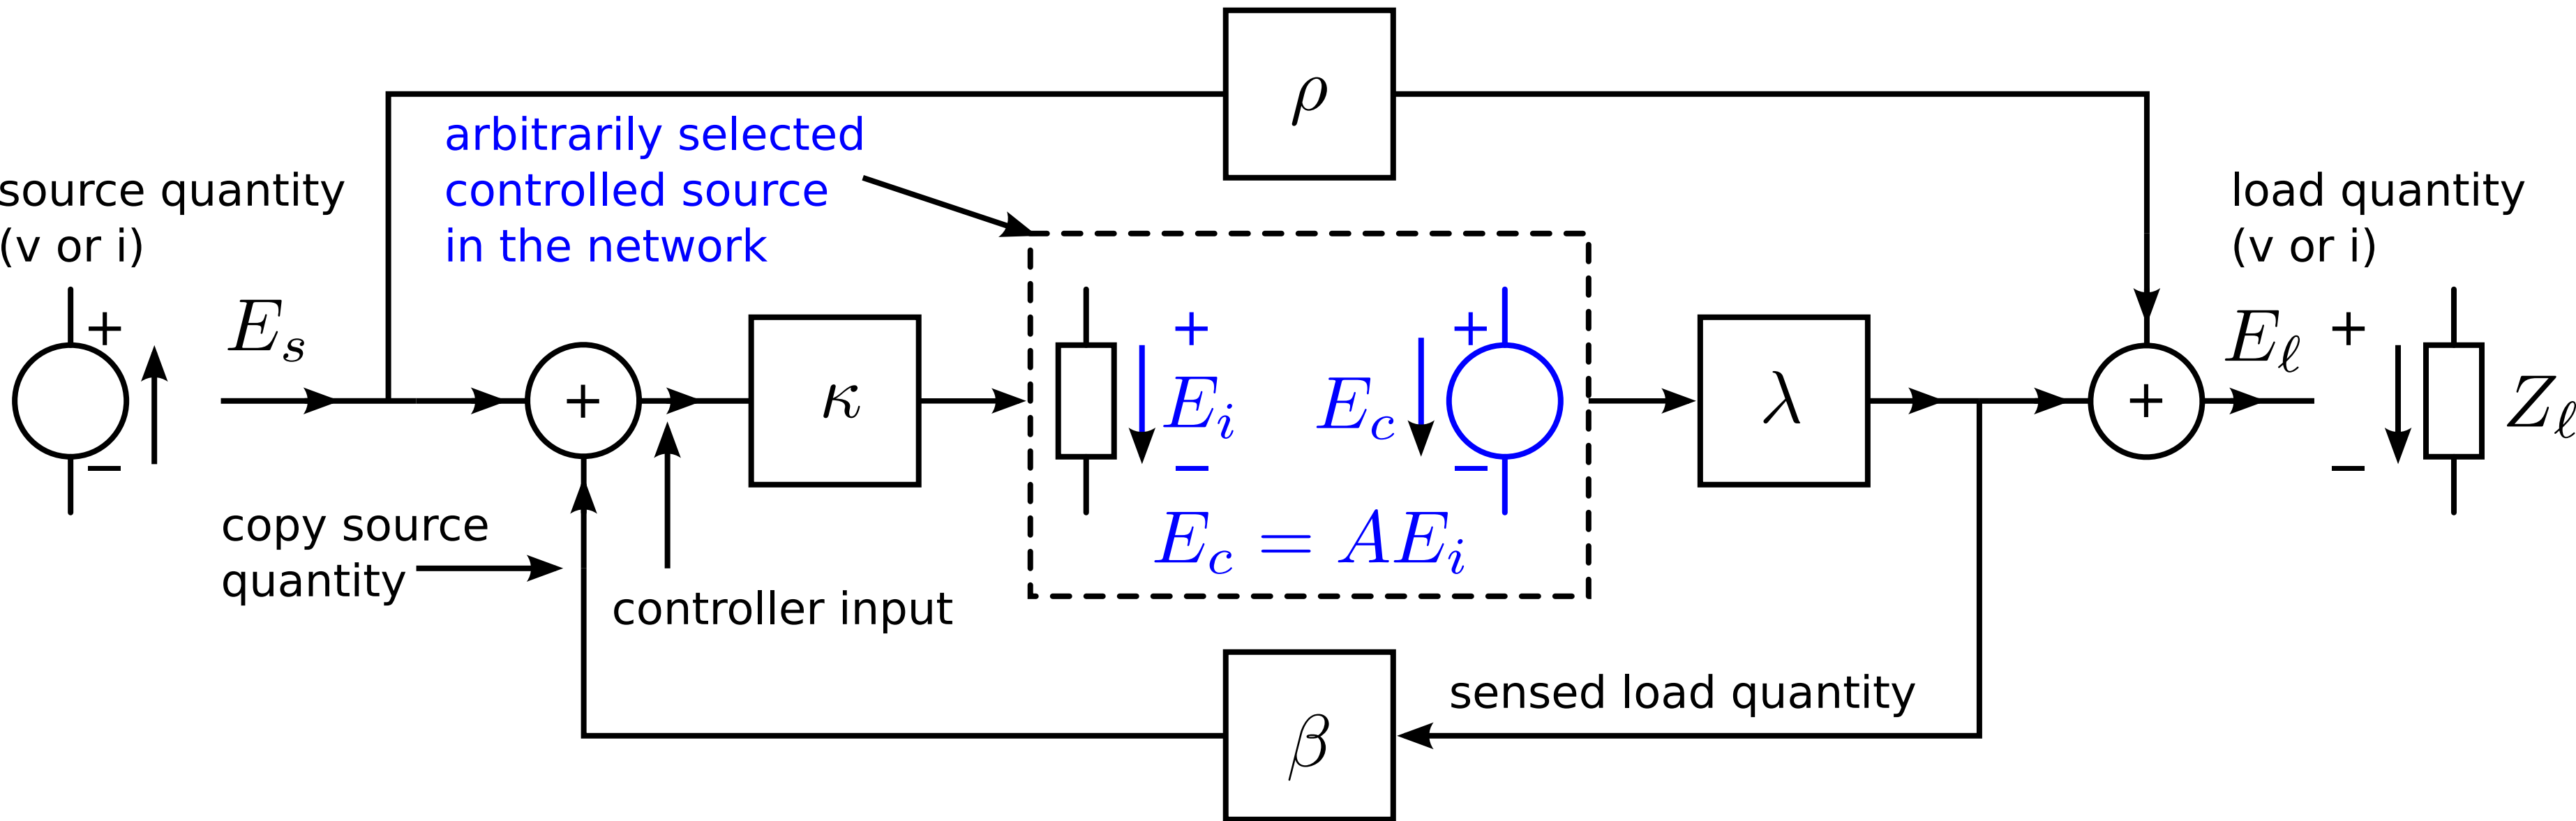 ρ
arbitrarily selected
controlled source
in the network
source quantity
(v or i)
load quantity
(v or i)
+
E_s
−
+
κ
+
E_i
−
+
E_c
−
E_c = AE_i
λ
+
E_ℓ
+
−
Z_ℓ
copy source
quantity
controller input
sensed load quantity
β